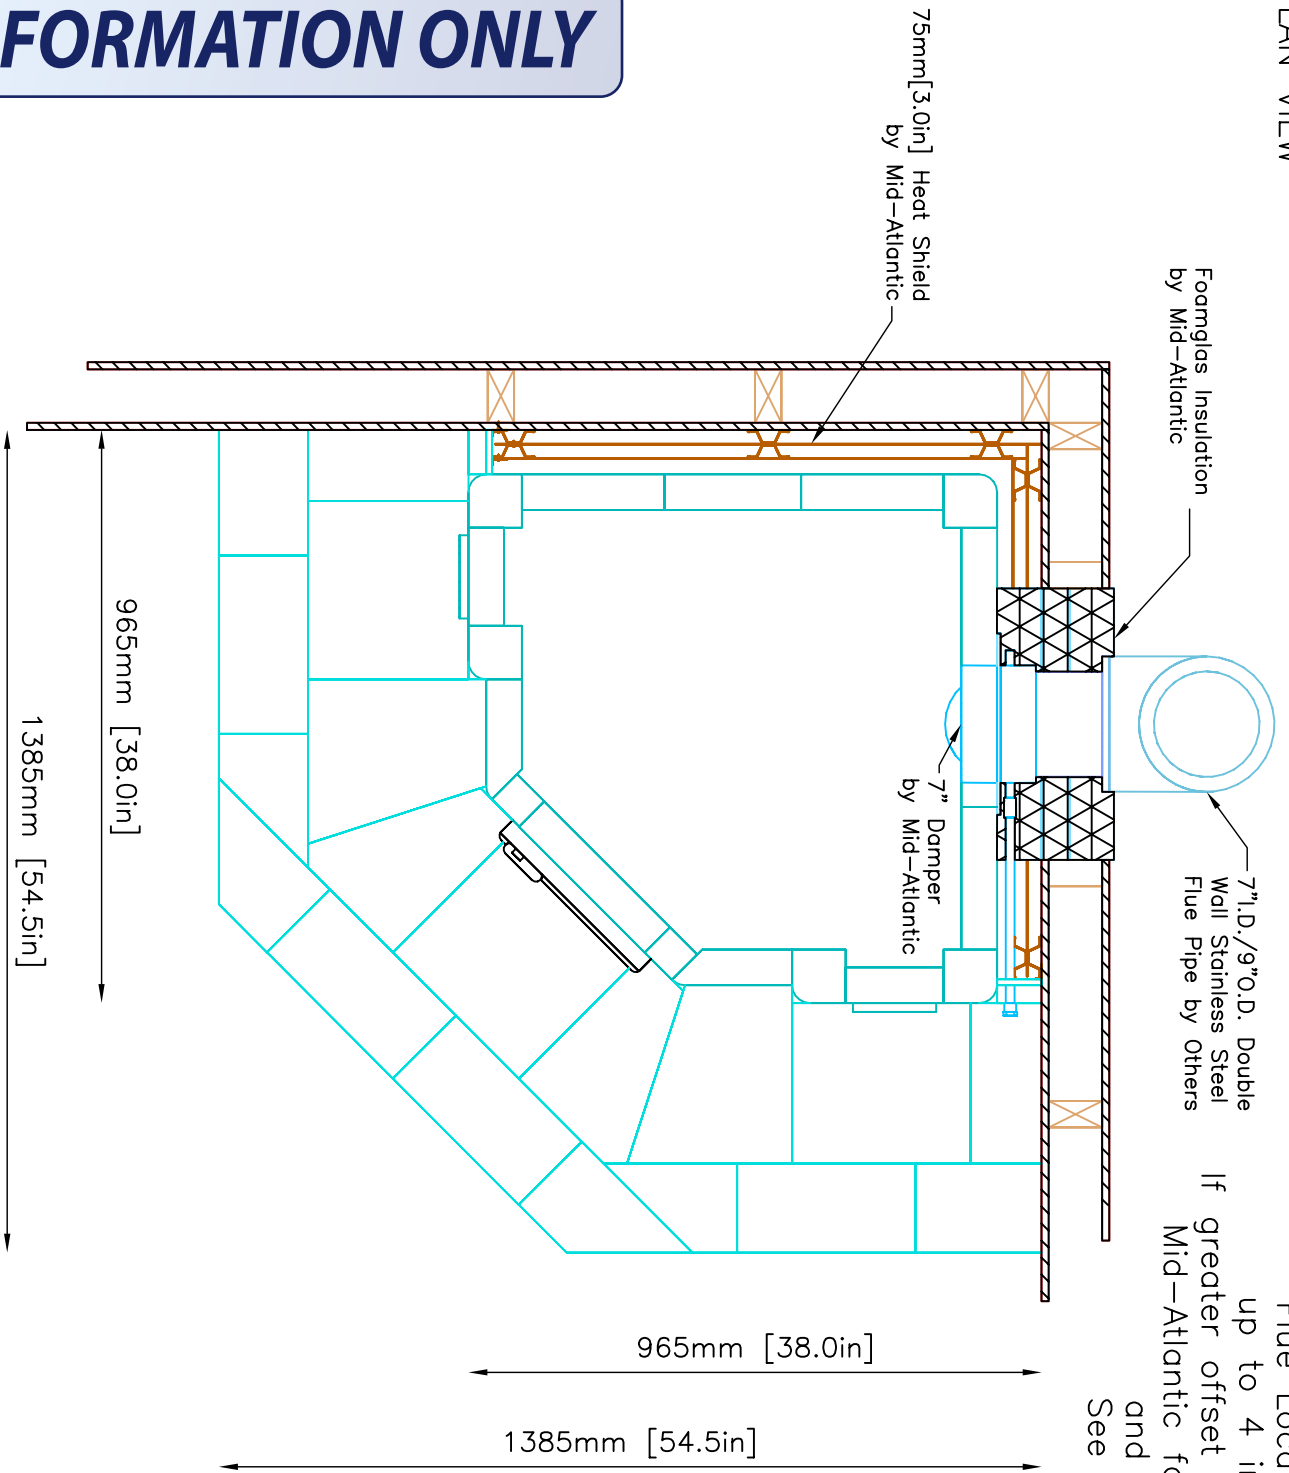 FORMATION ONLY
VIEW
75mm[3.0in] Heat Shield
by Mid-Atlantic
Foamglas Insulation
by Mid-Atlantic
7" Damper
by Mid-Atlantic
7"I.D./9"O.D. Double
Wall Stainless Steel
Flue Pipe by Others
up to 4
If greater offset
Mid-Atlantic
and
See
965mm [38.0in]
1385mm [54.5in]
965mm [38.0in]
1385mm [54.5in]